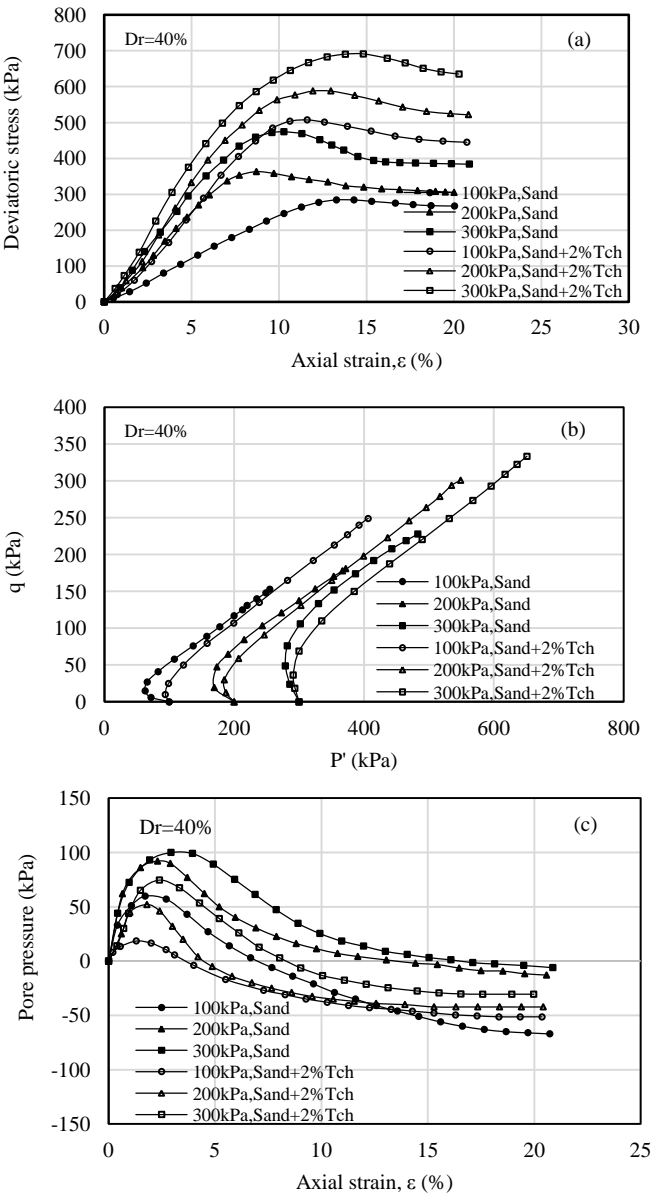 800
700
600
500
400
300
200
100
0
Deviatoric stress (kPa)
Dr=40%
(a)
100kPa,Sand
200kPa,Sand
300kPa,Sand
100kPa,Sand+2%Tch
200kPa,Sand+2%Tch
300kPa,Sand+2%Tch
0 5 10 15 20 25 30
Axial strain,ε (%)
400
350
300
250
200
150
100
50
0
q (kPa)
Dr=40%
(b)
100kPa,Sand
200kPa,Sand
300kPa,Sand
100kPa,Sand+2%Tch
200kPa,Sand+2%Tch
300kPa,Sand+2%Tch
0 200 400 600 800
P' (kPa)
150
100
50
0
-50
-100
-150
Pore pressure (kPa)
Dr=40%
(c)
100kPa,Sand
200kPa,Sand
300kPa,Sand
100kPa,Sand+2%Tch
200kPa,Sand+2%Tch
300kPa,Sand+2%Tch
0 5 10 15 20 25
Axial strain, ε (%)